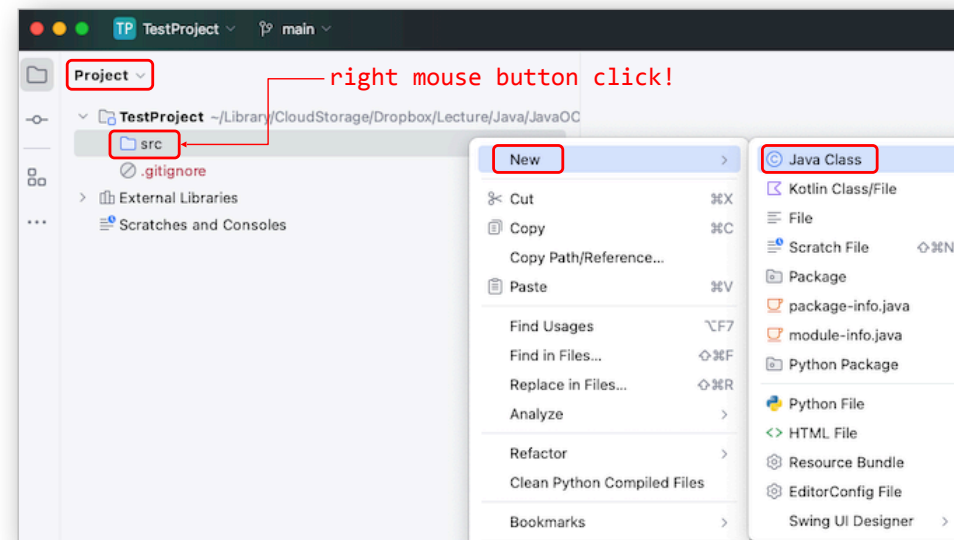 TP TestProject main
Project
right mouse button click!
TestProject ~/Library/CloudStorage/Dropbox/Lecture/Java/JavaOO
src
.gitignore
External Libraries
Scratches and Consoles
New
Cut ⌘X
Copy ⌘C
Copy Path/Reference...
Paste ⌘V
Find Usages ⌥F7
Find in Files... ⇧⌘F
Replace in Files... ⇧⌘R
Analyze
Refactor
Clean Python Compiled Files
Bookmarks
Java Class
Kotlin Class/File
File
Scratch File ⇧⌘N
Package
package-info.java
module-info.java
Python Package
Python File
HTML File
Resource Bundle
EditorConfig File
Swing UI Designer